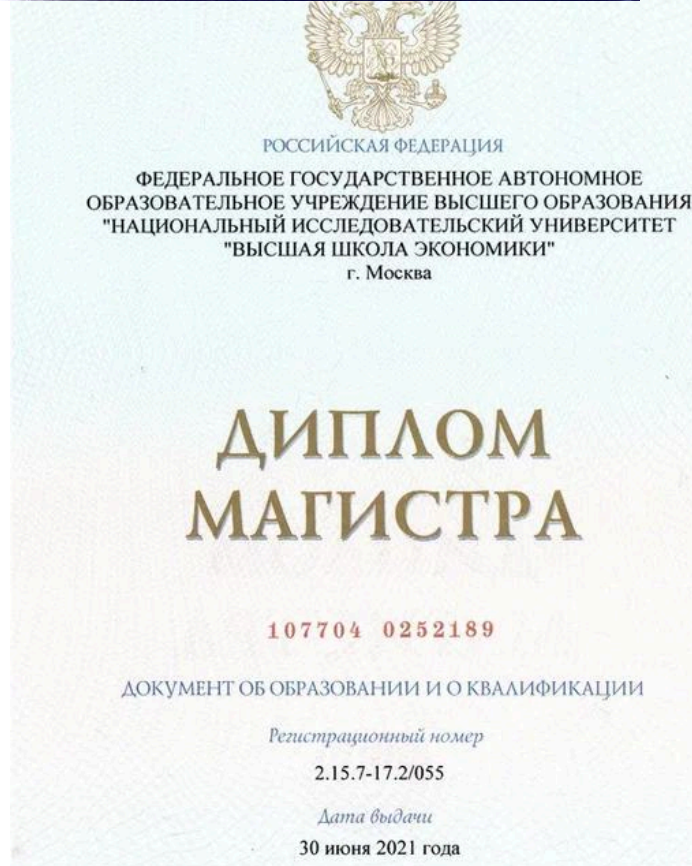 РОССИЙСКАЯ ФЕДЕРАЦИЯ
ФЕДЕРАЛЬНОЕ ГОСУДАРСТВЕННОЕ АВТОНОМНОЕ
ОБРАЗОВАТЕЛЬНОЕ УЧРЕЖДЕНИЕ ВЫСШЕГО ОБРАЗОВАНИЯ
"НАЦИОНАЛЬНЫЙ ИССЛЕДОВАТЕЛЬСКИЙ УНИВЕРСИТЕТ
"ВЫСШАЯ ШКОЛА ЭКОНОМИКИ"
г. Москва
ДИПЛОМ
МАГИСТРА
107704 0252189
ДОКУМЕНТ ОБ ОБРАЗОВАНИИ И О КВАЛИФИКАЦИИ
Регистрационный номер
2.15.7-17.2/055
Дата выдачи
30 июня 2021 года